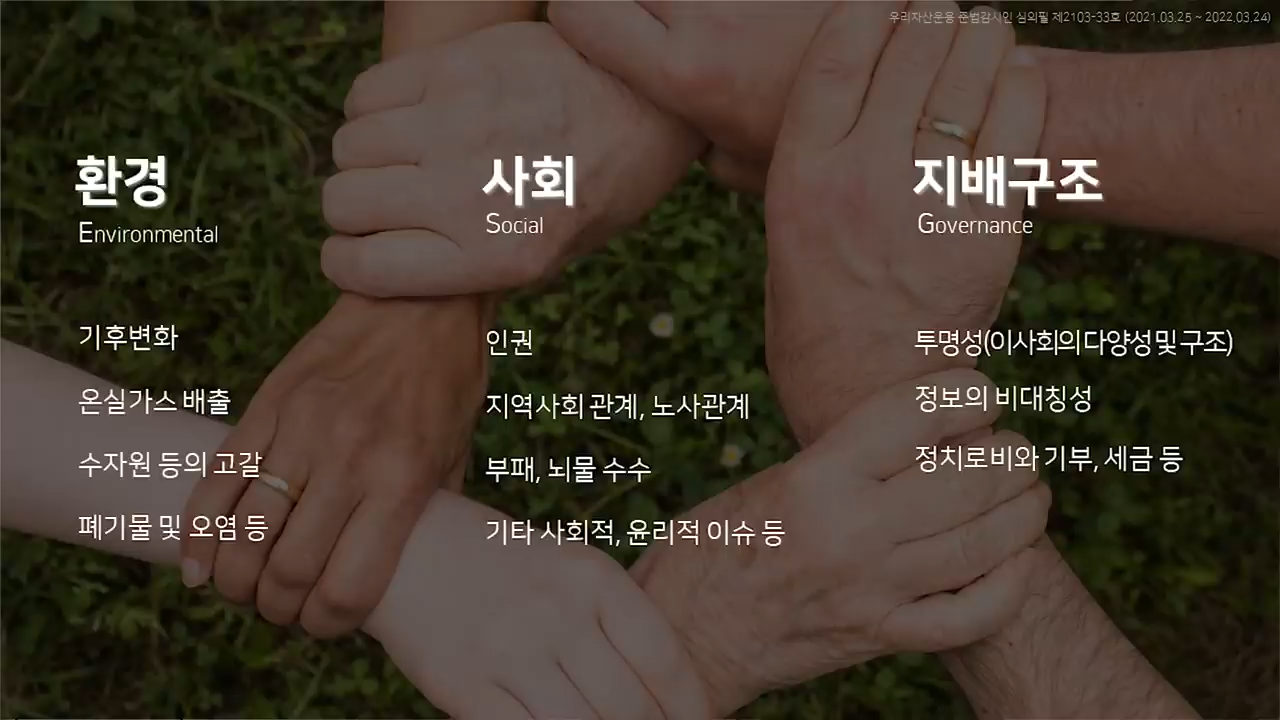 우리자산운용 준법감시인 심의필 제2103-33호 (2021.03.25 ~ 2022.03.24)
환경
Environmental
기후변화
온실가스 배출
수자원 등의 고갈
폐기물 및 오염 등
사회
Social
인권
지역사회 관계, 노사관계
부패, 뇌물 수수
기타 사회적, 윤리적 이슈 등
지배구조
Governance
투명성(이사회의 다양성 및 구조)
정보의 비대칭성
정치로비와 기부, 세금 등